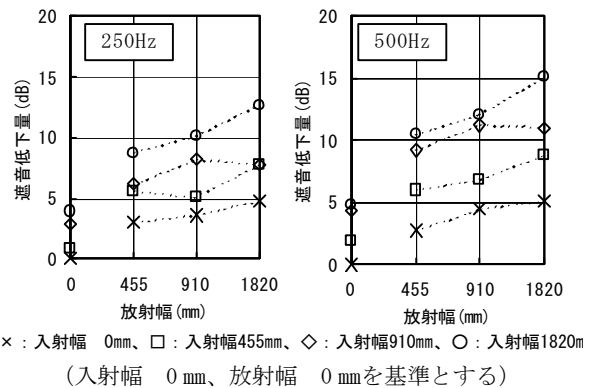 20
15
10
5
0
遮音低下量(dB)
250Hz
0 455 910 1820
放射幅(mm)
20
15
10
5
0
遮音低下量(dB)
500Hz
0 455 910 1820
放射幅(mm)
×：入射幅 0mm、□：入射幅455mm、◇：入射幅910mm、○：入射幅1820m
(入射幅 0㎜、放射幅 0㎜を基準とする)